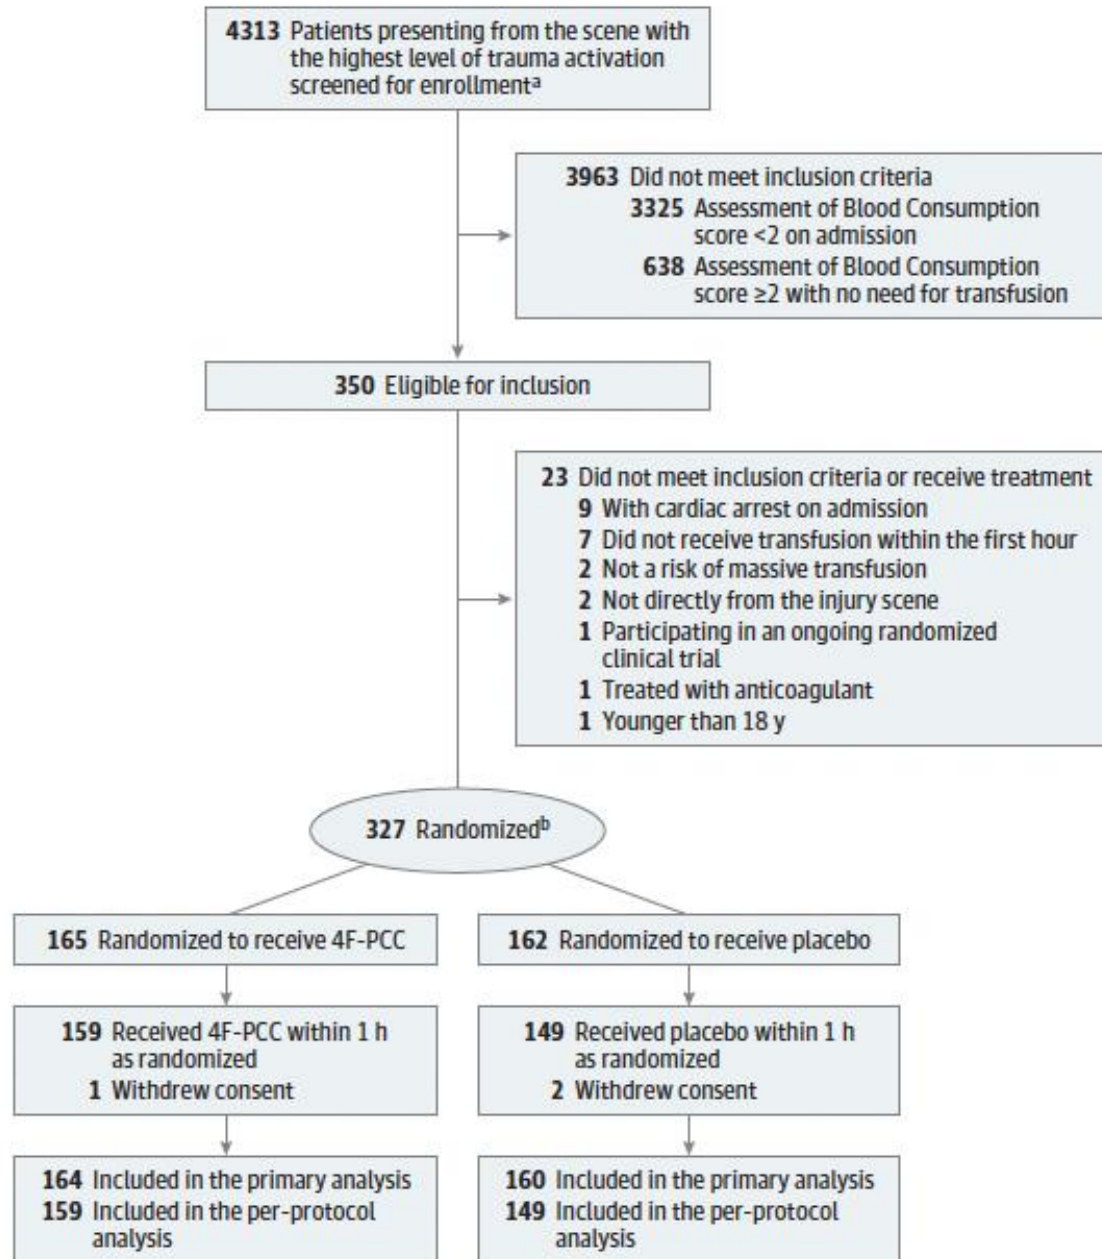 4313 Patients presenting from the scene with
the highest level of trauma activation
screened for enrollmentᵃ
3963 Did not meet inclusion criteria
3325 Assessment of Blood Consumption
score <2 on admission
638 Assessment of Blood Consumption
score ≥2 with no need for transfusion
350 Eligible for inclusion
23 Did not meet inclusion criteria or receive treatment
9 With cardiac arrest on admission
7 Did not receive transfusion within the first hour
2 Not a risk of massive transfusion
2 Not directly from the injury scene
1 Participating in an ongoing randomized
clinical trial
1 Treated with anticoagulant
1 Younger than 18 y
327 Randomizedᵇ
165 Randomized to receive 4F-PCC
159 Received 4F-PCC within 1 h
as randomized
1 Withdrew consent
164 Included in the primary analysis
159 Included in the per-protocol
analysis
162 Randomized to receive placebo
149 Received placebo within 1 h
as randomized
2 Withdrew consent
160 Included in the primary analysis
149 Included in the per-protocol
analysis